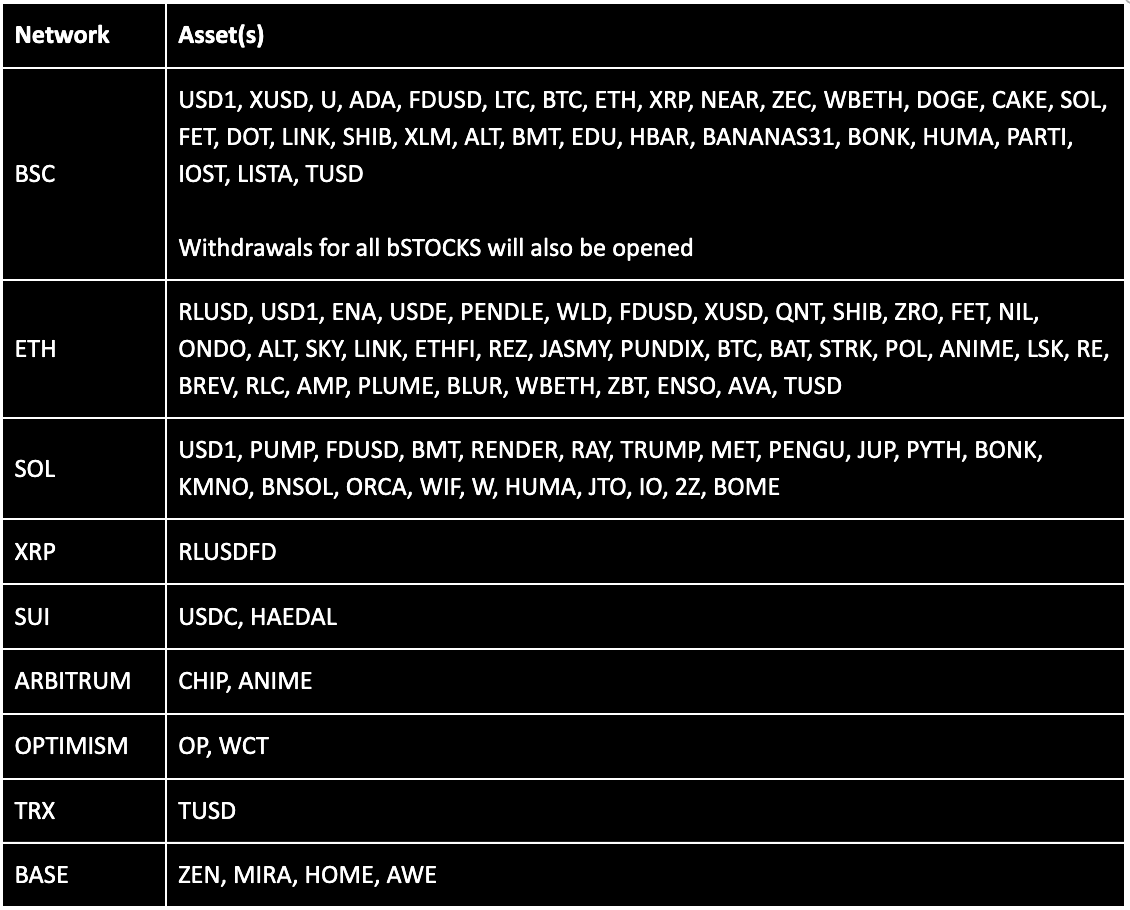 Network Asset(s)
BSC
USD1, XUSD, U, ADA, FDUSD, LTC, BTC, ETH, XRP, NEAR, ZEC, WBETH, DOGE, CAKE, SOL,
FET, DOT, LINK, SHIB, XLM, ALT, BMT, EDU, HBAR, BANANAS31, BONK, HUMA, PARTI,
IOST, LISTA, TUSD
Withdrawals for all bSTOCKS will also be opened
ETH
RLUSD, USD1, ENA, USDE, PENDLE, WLD, FDUSD, XUSD, QNT, SHIB, ZRO, FET, NIL,
ONDO, ALT, SKY, LINK, ETHFI, REZ, JASMY, PUNDIX, BTC, BAT, STRK, POL, ANIME, LSK, RE,
BREV, RLC, AMP, PLUME, BLUR, WBETH, ZBT, ENSO, AVA, TUSD
SOL
USD1, PUMP, FDUSD, BMT, RENDER, RAY, TRUMP, MET, PENGU, JUP, PYTH, BONK,
KMNO, BNSOL, ORCA, WIF, W, HUMA, JTO, IO, 2Z, BOME
XRP RLUSDFD
SUI USDC, HAEDAL
ARBITRUM CHIP, ANIME
OPTIMISM OP, WCT
TRX TUSD
BASE ZEN, MIRA, HOME, AWE